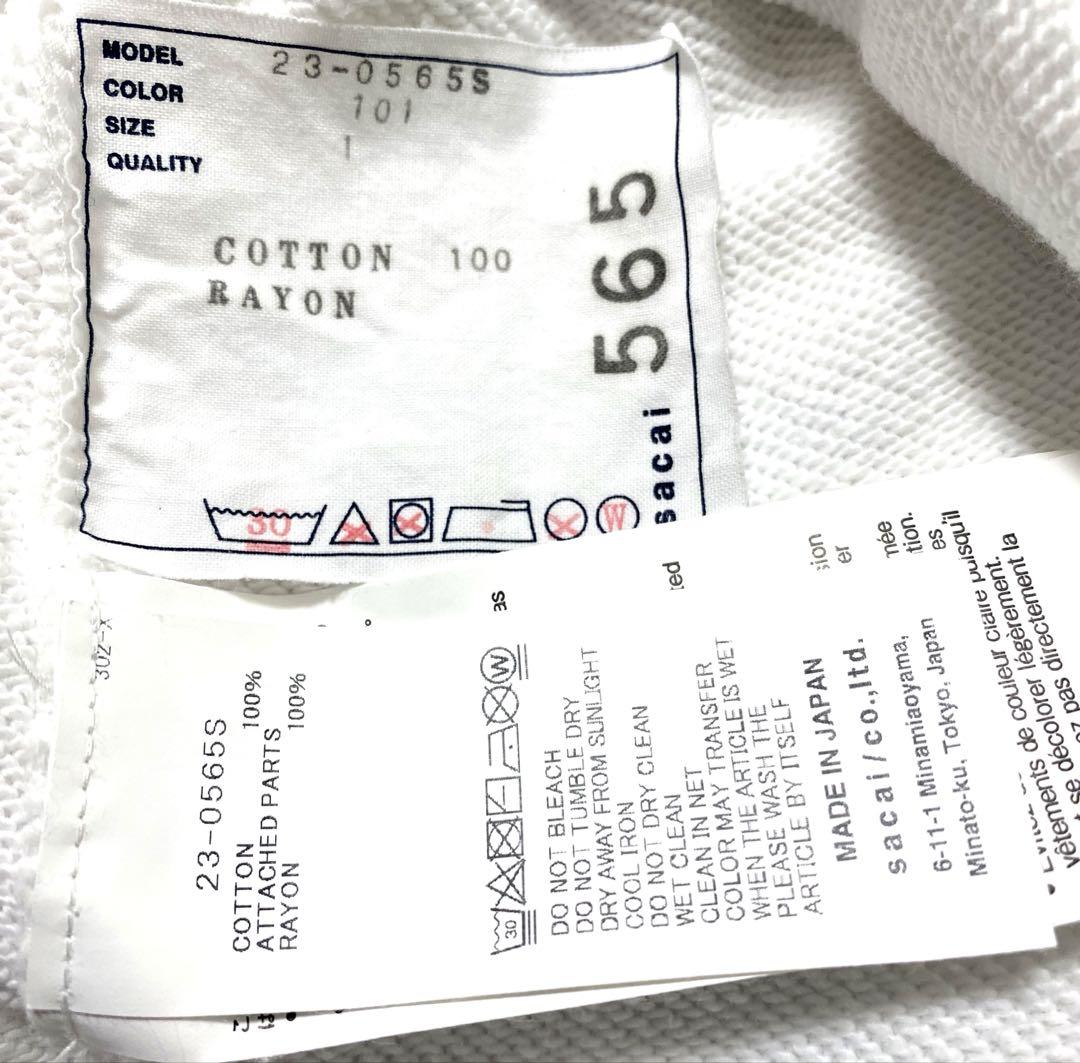 MODEL 23-0565S
COLOR 101
SIZE 1
QUALITY
COTTON 100
RAYON
sacai 565
30
W
302-X
23-0565S
COTTON 100%
ATTACHED PARTS
RAYON 100%
30
W
DO NOT BLEACH
DO NOT TUMBLE DRY
DRY AWAY FROM SUNLIGHT
COOL IRON
DO NOT DRY CLEAN
WET CLEAN
CLEAN IN NET
COLOR MAY TRANSFER
WHEN THE ARTICLE IS WET
PLEASE WASH THE
ARTICLE BY ITSELF
MADE IN JAPAN
sacai/co.,ltd.
6-11-1 Minamiaoyama,
Minato-ku, Tokyo, Japan
vêtements de couleur claire puisqu'il
se décolorer légèrement la
pas directement